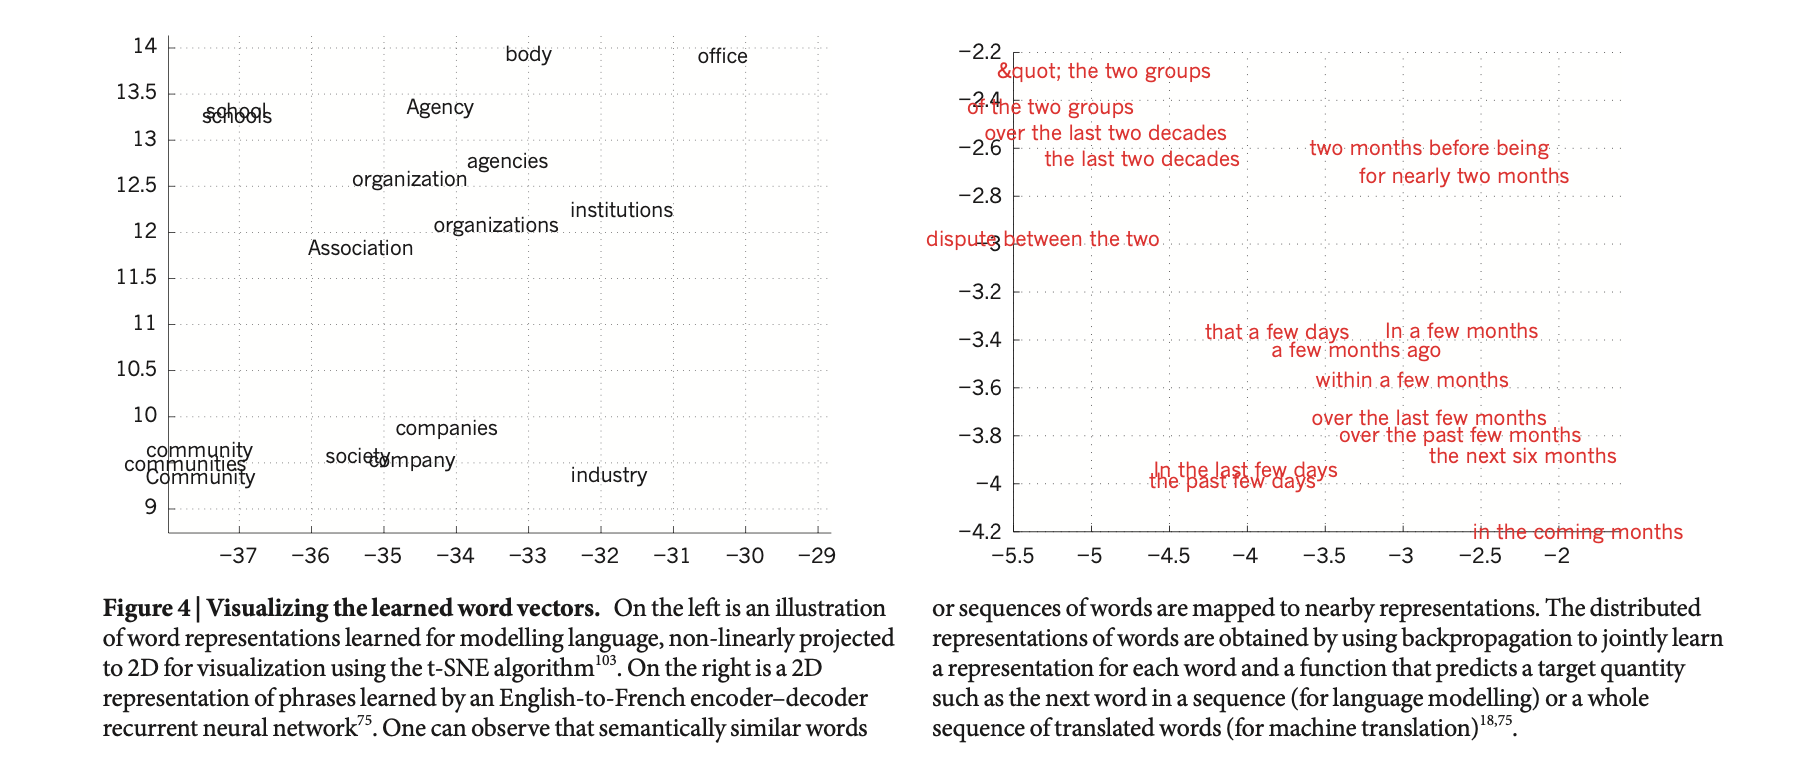 14
13.5
13
12.5
12
11.5
11
10.5
10
9
body
office
school
schools
Agency
agencies
organization
institutions
organizations
Association
companies
community
society
company
communities
Community
industry
−37 −36 −35 −34 −33 −32 −31 −30 −29
−2.2
−2.4
−2.6
−2.8
−3
−3.2
−3.4
−3.6
−3.8
−4
−4.2
&quot; the two groups
of the two groups
over the last two decades
two months before being
the last two decades
for nearly two months
dispute between the two
that a few days
In a few months
a few months ago
within a few months
over the last few months
over the past few months
the next six months
In the last few days
the past few days
in the coming months
−5.5 −5 −4.5 −4 −3.5 −3 −2.5 −2
Figure 4 | Visualizing the learned word vectors. On the left is an illustration
of word representations learned for modelling language, non-linearly projected
to 2D for visualization using the t-SNE algorithm103. On the right is a 2D
representation of phrases learned by an English-to-French encoder–decoder
recurrent neural network75. One can observe that semantically similar words
or sequences of words are mapped to nearby representations. The distributed
representations of words are obtained by using backpropagation to jointly learn
a representation for each word and a function that predicts a target quantity
such as the next word in a sequence (for language modelling) or a whole
sequence of translated words (for machine translation)18,75.